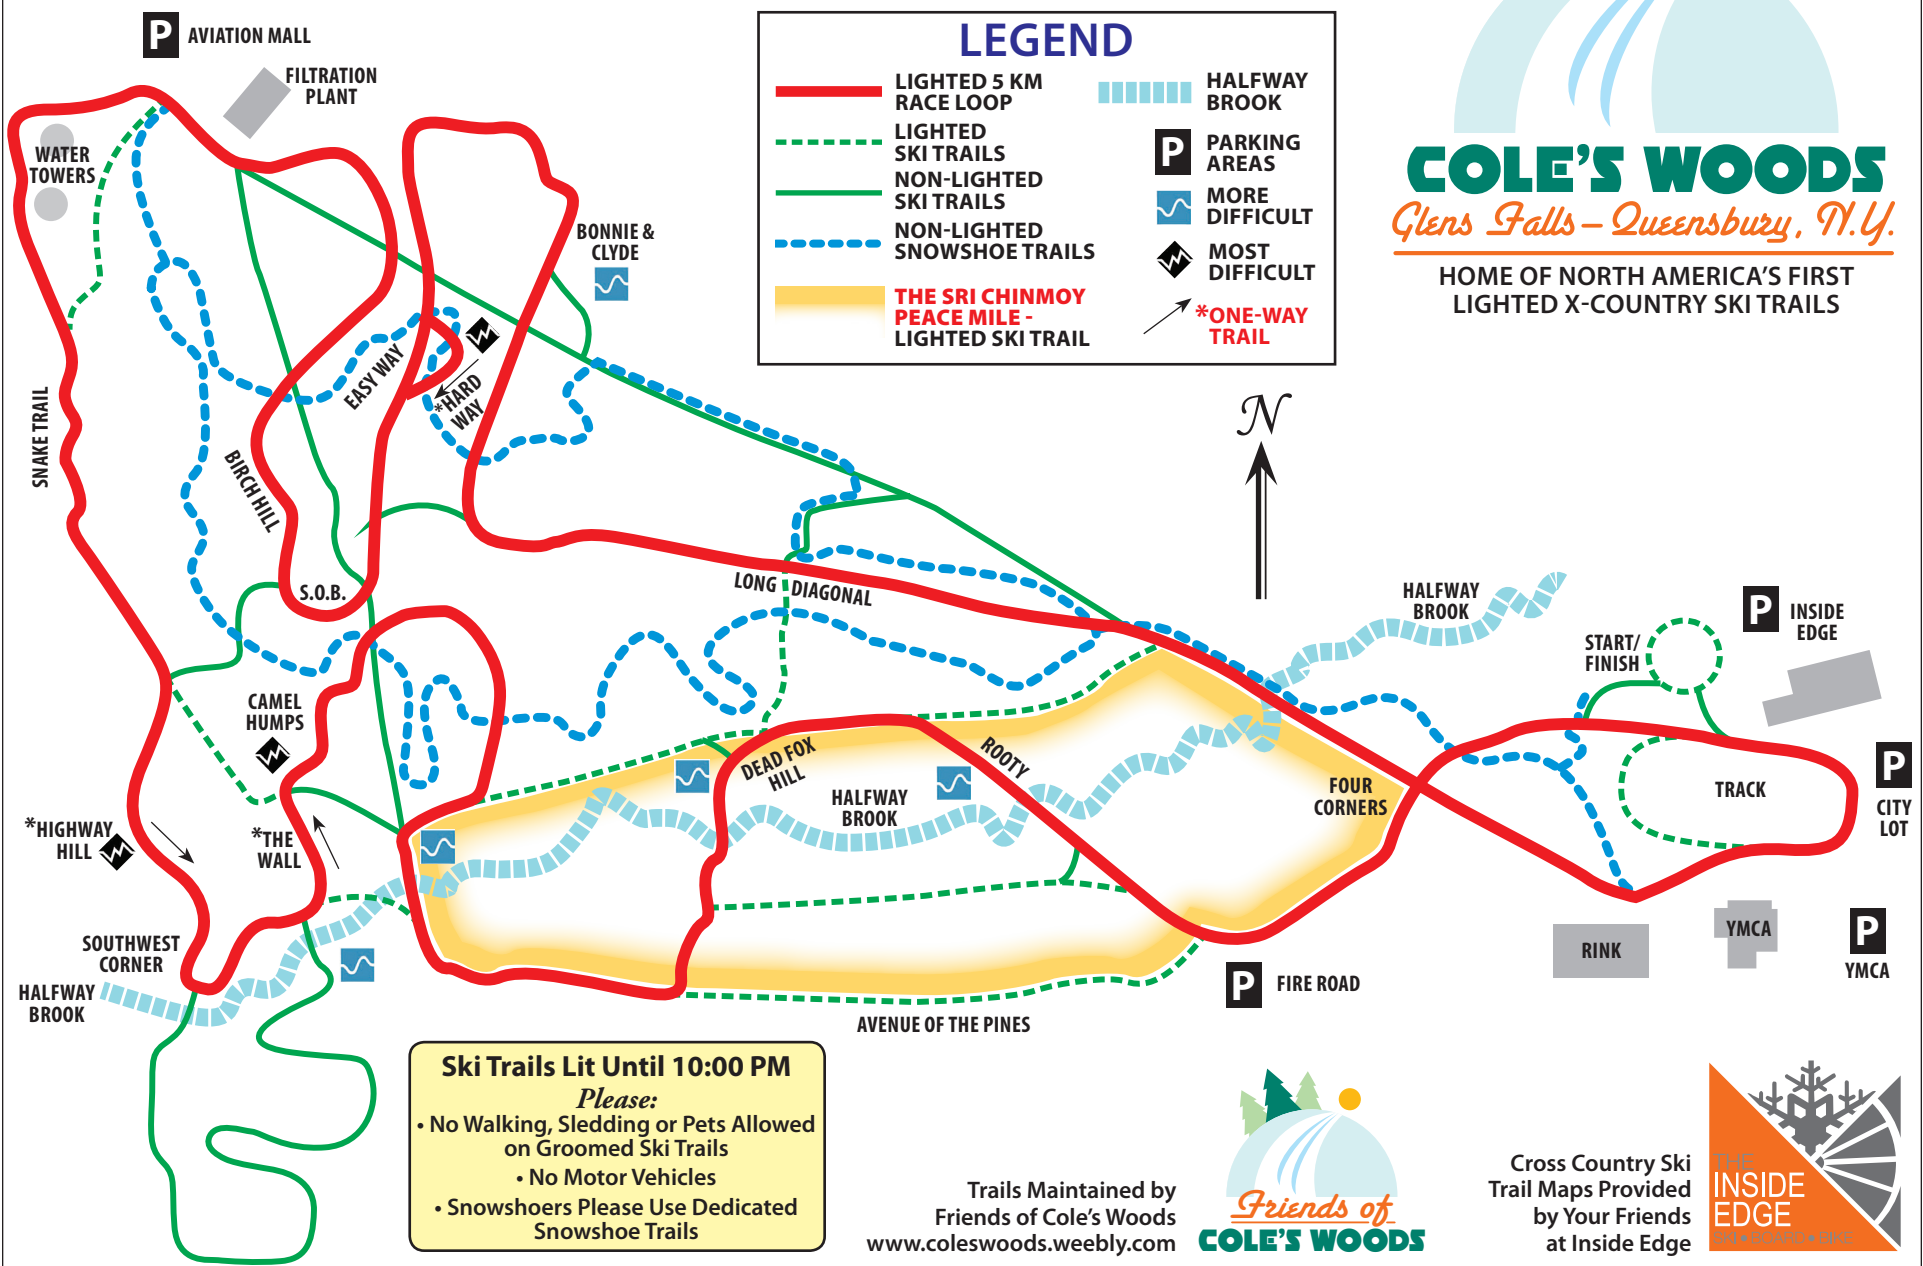 P AVIATION MALL
FILTRATION
PLANT
WATER
TOWERS
LEGEND
LIGHTED 5 KM
RACE LOOP
LIGHTED
SKI TRAILS
NON-LIGHTED
SKI TRAILS
NON-LIGHTED
SNOWSHOE TRAILS
THE SRI CHINMOY
PEACE MILE -
LIGHTED SKI TRAIL
HALFWAY
BROOK
P PARKING
AREAS
MORE
DIFFICULT
MOST
DIFFICULT
*ONE-WAY
TRAIL
COLE'S WOODS
Glens Falls – Queensbury, N.Y.
HOME OF NORTH AMERICA'S FIRST
LIGHTED X-COUNTRY SKI TRAILS
BONNIE &
CLYDE
EASY WAY
*HARD
WAY
SNAKE TRAIL
BIRCH HILL
N
S.O.B.
LONG DIAGONAL
HALFWAY
BROOK
START/
FINISH
P INSIDE
EDGE
CAMEL
HUMPS
DEAD FOX
HILL
ROOTY
HALFWAY
BROOK
FOUR
CORNERS
TRACK
P
CITY
LOT
*HIGHWAY
HILL
*THE
WALL
SOUTHWEST
CORNER
HALFWAY
BROOK
RINK
YMCA
P
YMCA
P FIRE ROAD
AVENUE OF THE PINES
Ski Trails Lit Until 10:00 PM
Please:
• No Walking, Sledding or Pets Allowed
on Groomed Ski Trails
• No Motor Vehicles
• Snowshoers Please Use Dedicated
Snowshoe Trails
Trails Maintained by
Friends of Cole's Woods
www.coleswoods.weebly.com
Friends of
COLE'S WOODS
Cross Country Ski
Trail Maps Provided
by Your Friends
at Inside Edge
THE
INSIDE
EDGE
SKI • BOARD • BIKE